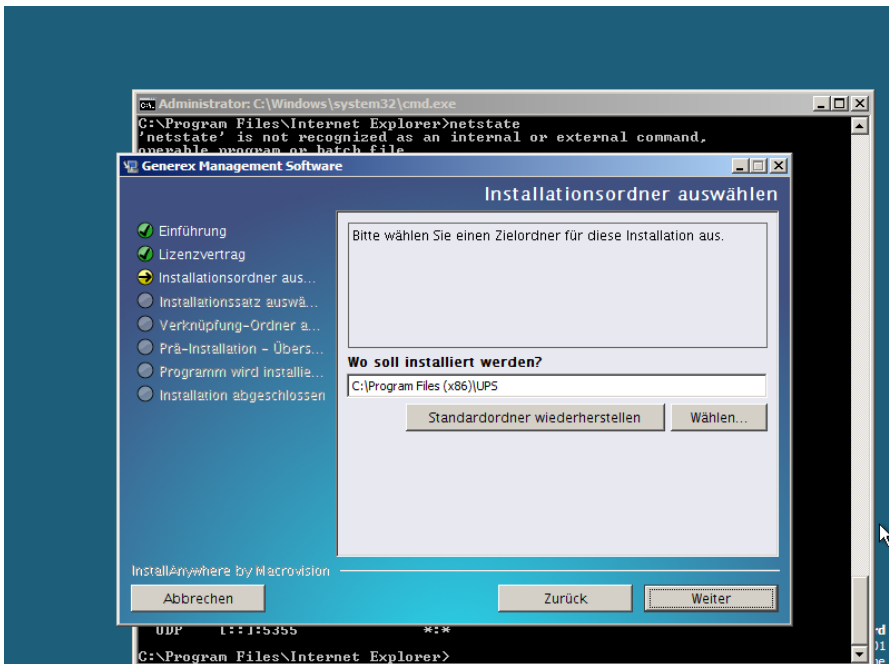 Administrator: C:\Windows\system32\cmd.exe
C:\Program Files\Internet Explorer>netstate
'netstate' is not recognized as an internal or external command,
operable program or batch file
Generex Management Software
Installationsordner auswählen
Einführung
Lizenzvertrag
Installationsordner aus...
Installationssatz auswä...
Verknüpfung-Ordner a...
Prä-Installation - Übers...
Programm wird installie...
Installation abgeschlossen
Bitte wählen Sie einen Zielordner für diese Installation aus.
Wo soll installiert werden?
C:\Program Files (x86)\UPS
Standardordner wiederherstellen
Wählen...
InstallAnywhere by Macrovision
Abbrechen
Zurück
Weiter
UDP [::]:5355 *:*
C:\Program Files\Internet Explorer>